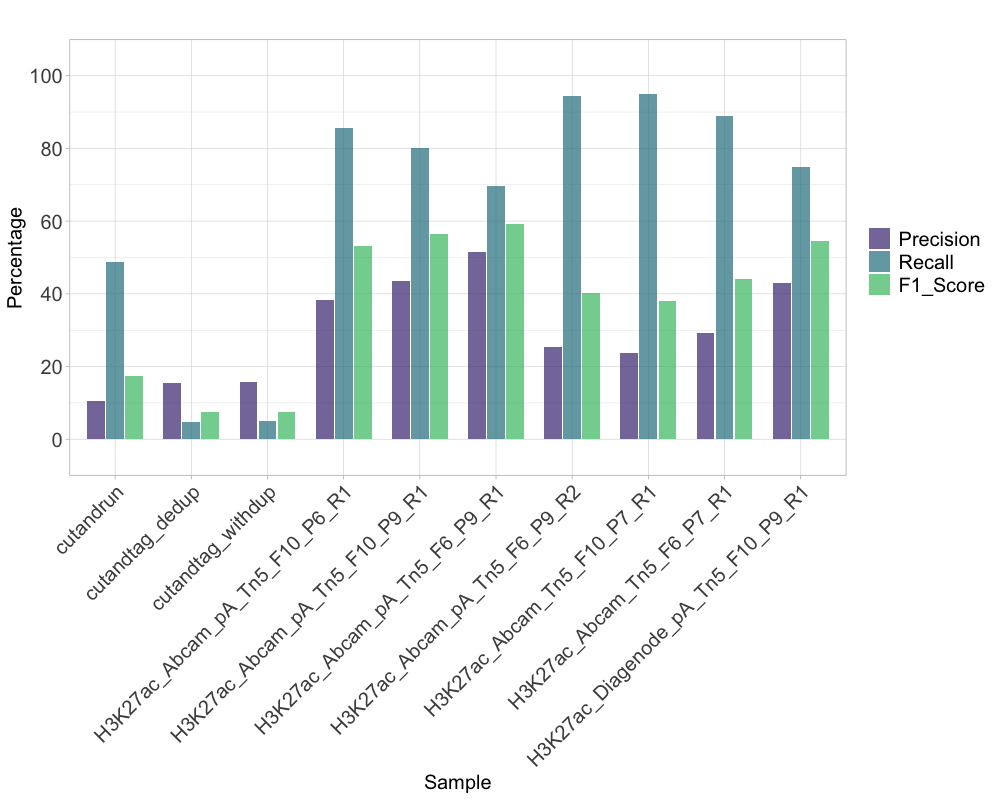 Percentage
100
80
60
40
20
0
cutandrun
cutandtag_dedup
cutandtag_withdup
H3K27ac_Abcam_pA_Tn5_F10_P6_R1
H3K27ac_Abcam_pA_Tn5_F10_P9_R1
H3K27ac_Abcam_pA_Tn5_F6_P9_R1
H3K27ac_Abcam_pA_Tn5_F6_P9_R2
H3K27ac_Abcam_Tn5_F10_P7_R1
H3K27ac_Abcam_Tn5_F6_P7_R1
H3K27ac_Diagenode_pA_Tn5_F10_P9_R1
Sample
Precision
Recall
F1_Score